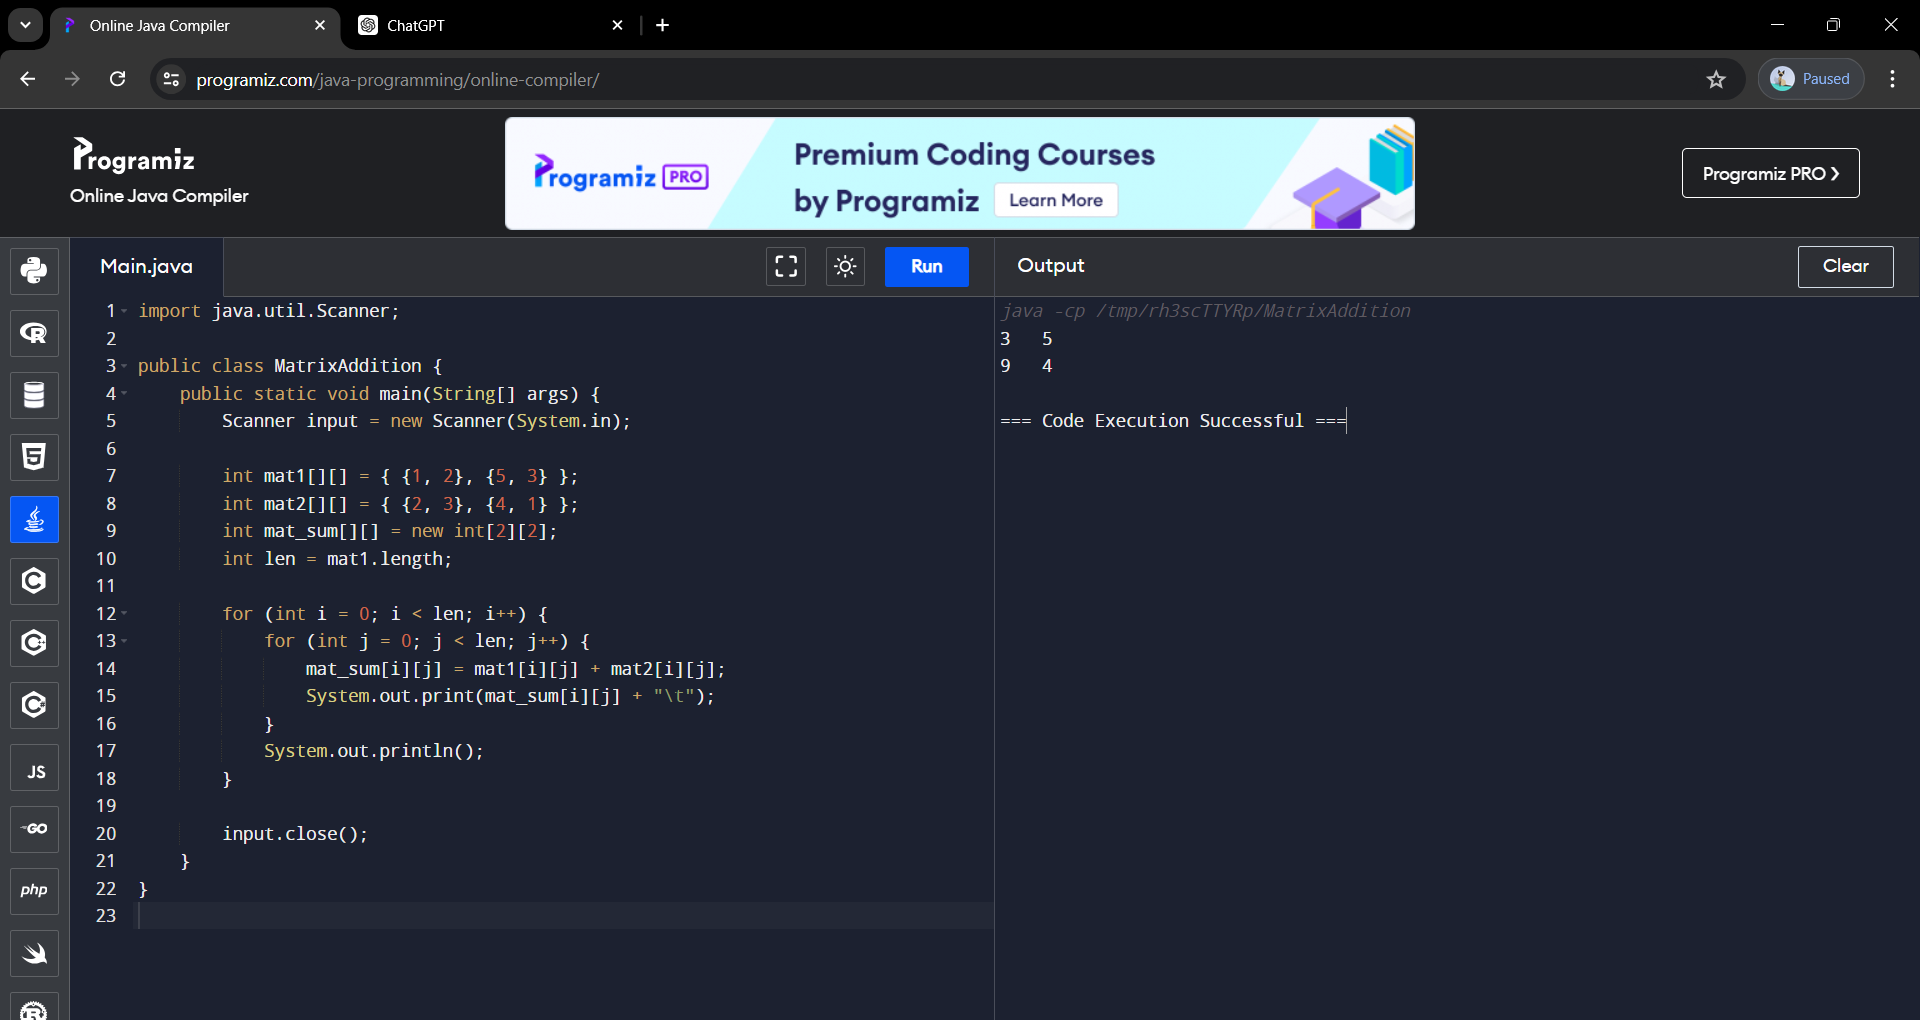 Online Java Compiler
ChatGPT
programiz.com/java-programming/online-compiler/
Paused
Programiz
Online Java Compiler
Programiz PRO
Premium Coding Courses
by Programiz
Learn More
Programiz PRO ❯
Main.java
Run
1 import java.util.Scanner;
2
3 public class MatrixAddition {
4     public static void main(String[] args) {
5         Scanner input = new Scanner(System.in);
6
7         int mat1[][] = { {1, 2}, {5, 3} };
8         int mat2[][] = { {2, 3}, {4, 1} };
9         int mat_sum[][] = new int[2][2];
10         int len = mat1.length;
11
12         for (int i = 0; i < len; i++) {
13             for (int j = 0; j < len; j++) {
14                 mat_sum[i][j] = mat1[i][j] + mat2[i][j];
15                 System.out.print(mat_sum[i][j] + "\t");
16             }
17             System.out.println();
18         }
19
20         input.close();
21     }
22 }
23
Output
Clear
java -cp /tmp/rh3scTTYRp/MatrixAddition
3   5
9   4
=== Code Execution Successful ===
R
5
C
C++
C#
JS
GO
php
R